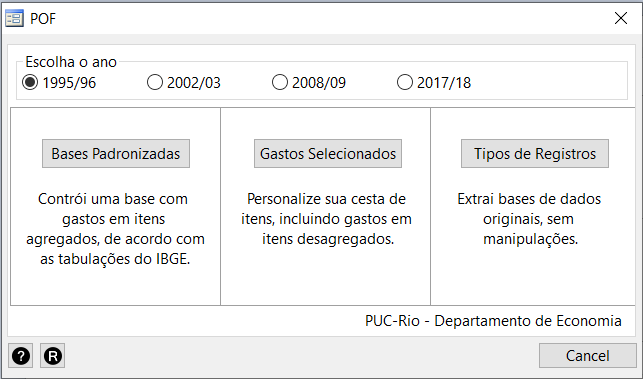 POF
Escolha o ano
1995/96
2002/03
2008/09
2017/18
Bases Padronizadas
Contrói uma base com
gastos em itens
agregados, de acordo com
as tabulações do IBGE.
Gastos Selecionados
Personalize sua cesta de
itens, incluindo gastos em
itens desagregados.
Tipos de Registros
Extrai bases de dados
originais, sem
manipulações.
PUC-Rio - Departamento de Economia
?
R
Cancel